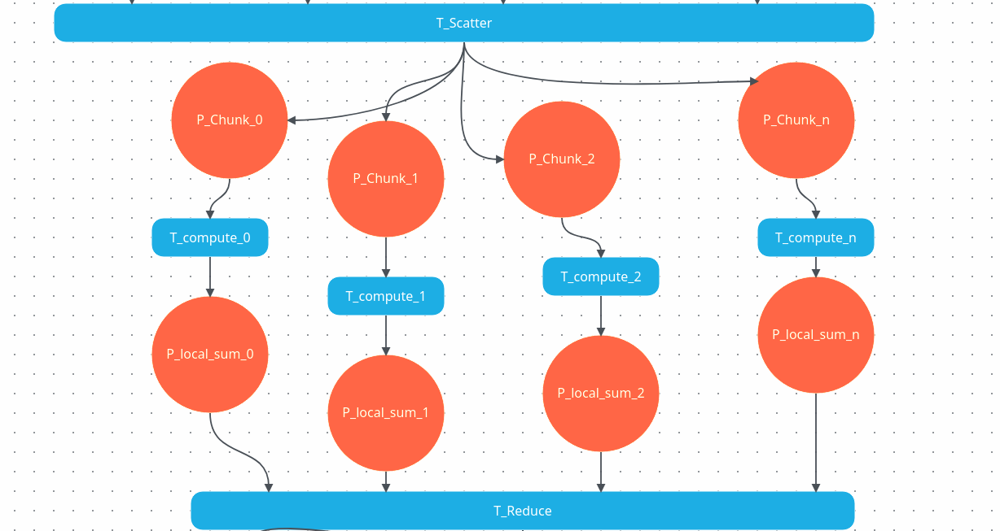 T_Scatter
P_Chunk_0
P_Chunk_1
P_Chunk_2
P_Chunk_n
T_compute_0
T_compute_1
T_compute_2
T_compute_n
P_local_sum_0
P_local_sum_1
P_local_sum_2
P_local_sum_n
T_Reduce